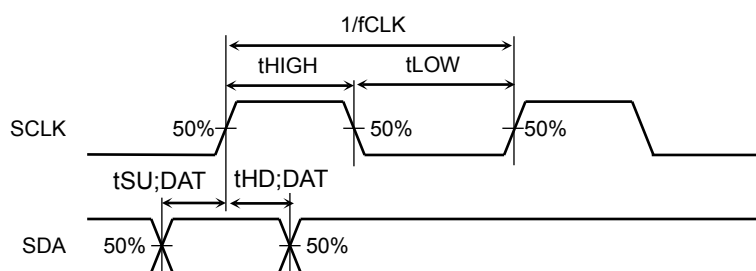 1/fCLK
tHIGH tLOW
SCLK 50% 50% 50%
tSU;DAT tHD;DAT
SDA 50% 50%